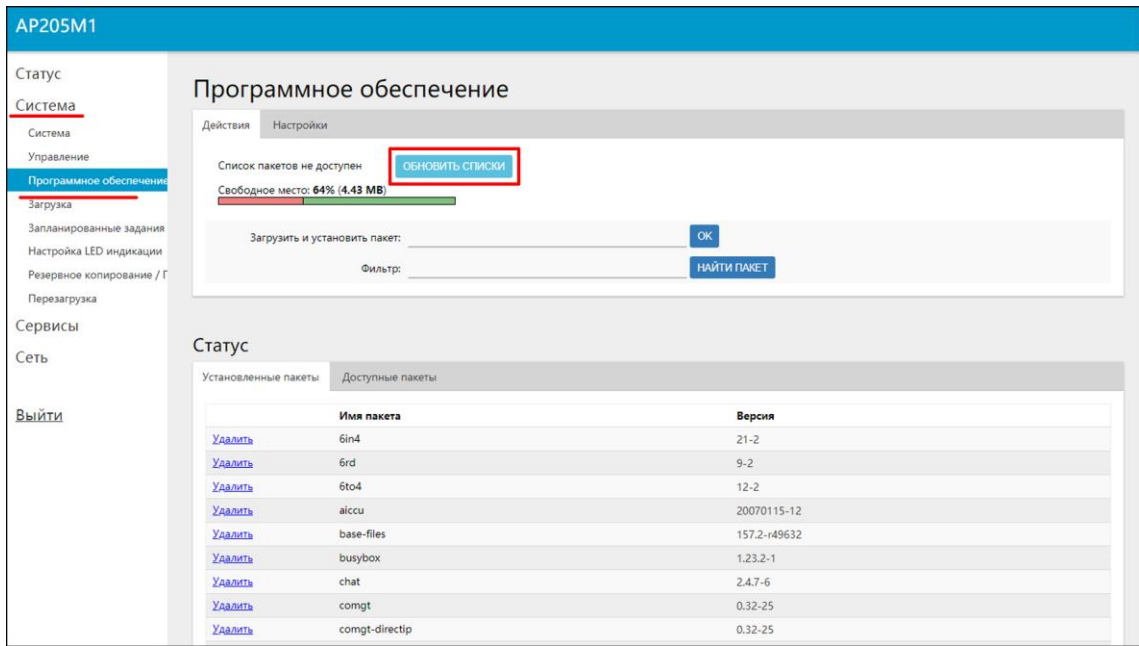 AP205M1
Статус
Система
Система
Управление
Программное обеспечение
Загрузка
Запланированные задания
Настройка LED индикации
Резервное копирование / П
Перезагрузка
Сервисы
Сеть
Выйти
Программное обеспечение
Действия Настройки
Список пакетов не доступен ОБНОВИТЬ СПИСКИ
Свободное место: 64% (4.43 MB)
Загрузить и установить пакет: OK
Фильтр: НАЙТИ ПАКЕТ
Статус
Установленные пакеты Доступные пакеты
Имя пакета Версия
Удалить 6in4 21-2
Удалить 6rd 9-2
Удалить 6to4 12-2
Удалить aiccu 20070115-12
Удалить base-files 157.2-r49632
Удалить busybox 1.23.2-1
Удалить chat 2.4.7-6
Удалить comgt 0.32-25
Удалить comgt-directip 0.32-25